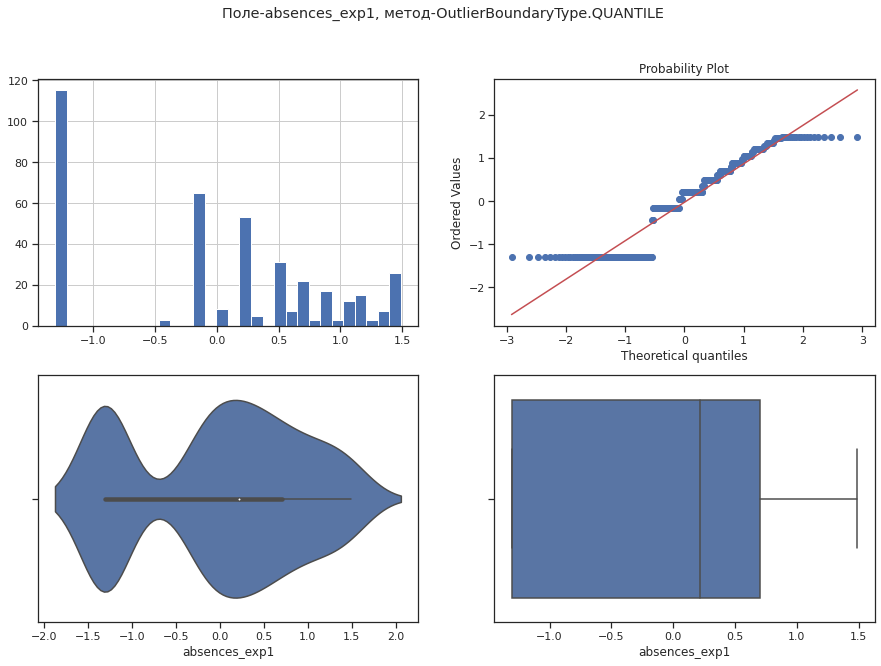 Поле-absences_exp1, метод-OutlierBoundaryType.QUANTILE
120
100
80
60
40
20
0
−1.0 −0.5 0.0 0.5 1.0 1.5
Probability Plot
Ordered Values
2
1
0
−1
−2
−3 −2 −1 0 1 2 3
Theoretical quantiles
−2.0 −1.5 −1.0 −0.5 0.0 0.5 1.0 1.5 2.0
absences_exp1
−1.0 −0.5 0.0 0.5 1.0 1.5
absences_exp1